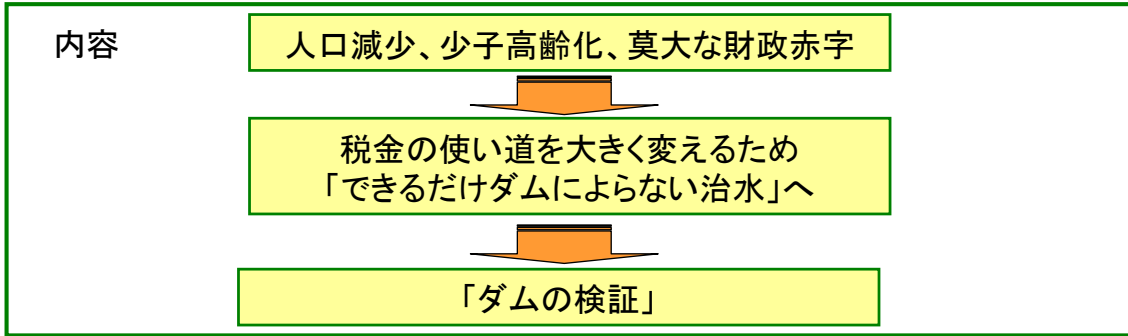 内容
人口減少、少子高齢化、莫大な財政赤字
税金の使い道を大きく変えるため
「できるだけダムによらない治水」へ
「ダムの検証」